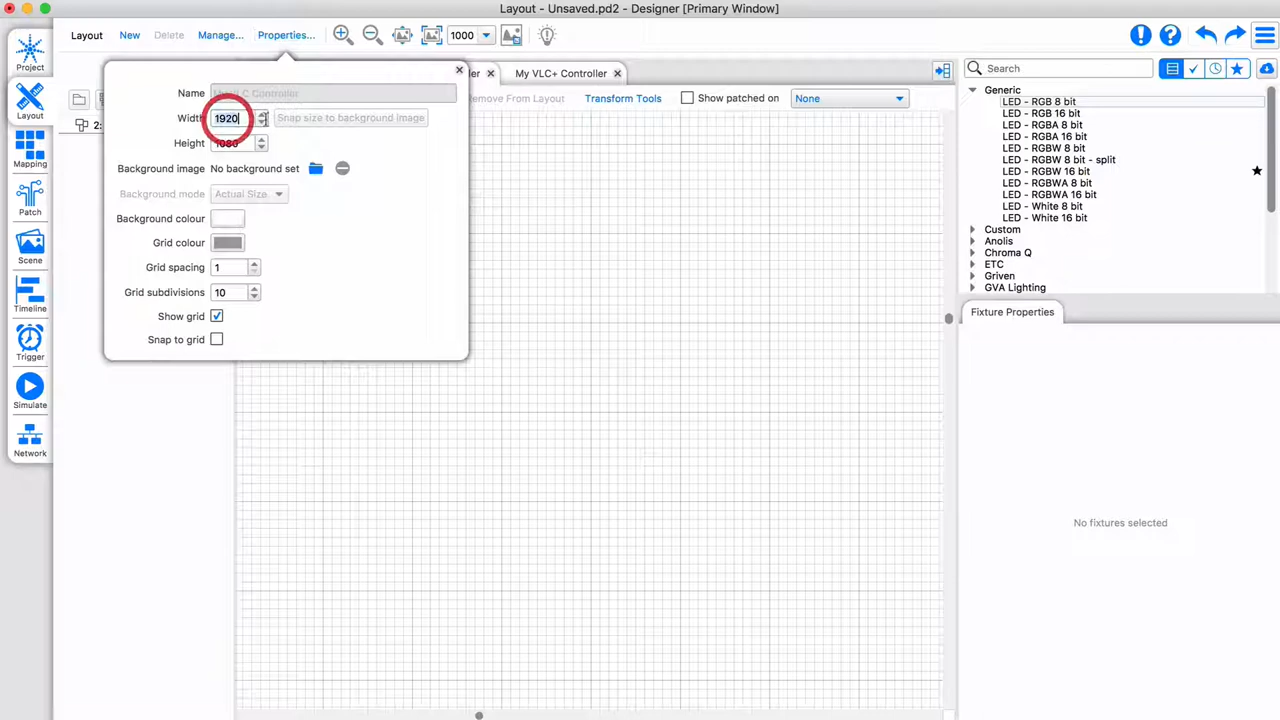 Layout - Unsaved.pd2 - Designer [Primary Window]
Layout New Delete Manage... Properties... 1000
Project
Layout
Mapping
Patch
Scene
Timeline
Trigger
Simulate
Network
2:
Name My VLC Controller
Width 1920 Snap size to background image
Height 1080
Background image No background set
Background mode Actual Size
Background colour
Grid colour
Grid spacing 1
Grid subdivisions 10
Show grid
Snap to grid
My VLC+ Controller
Remove From Layout Transform Tools Show patched on None
Search
Generic
LED - RGB 8 bit
LED - RGB 16 bit
LED - RGBA 8 bit
LED - RGBA 16 bit
LED - RGBW 8 bit
LED - RGBW 8 bit - split
LED - RGBW 16 bit
LED - RGBWA 8 bit
LED - RGBWA 16 bit
LED - White 8 bit
LED - White 16 bit
Custom
Anolis
Chroma Q
ETC
Griven
GVA Lighting
Fixture Properties
No fixtures selected